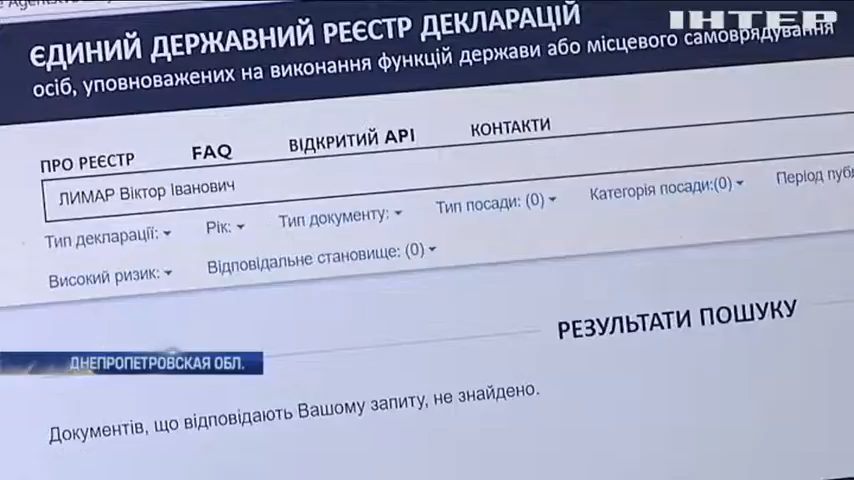 ІНТЕР
ЄДИНИЙ ДЕРЖАВНИЙ РЕЄСТР ДЕКЛАРАЦІЙ
осіб, уповноважених на виконання функцій держави або місцевого самоврядування
ПРО РЕЄСТР FAQ ВІДКРИТИЙ API КОНТАКТИ
ЛИМАР Віктор Іванович
Тип декларації: Рік: Тип документу: Тип посади: (0) Категорія посади:(0) Період публ
Високий ризик: Відповідальне становище: (0)
РЕЗУЛЬТАТИ ПОШУКУ
ДНЕПРОПЕТРОВСКАЯ ОБЛ.
Документів, що відповідають Вашому запиту, не знайдено.